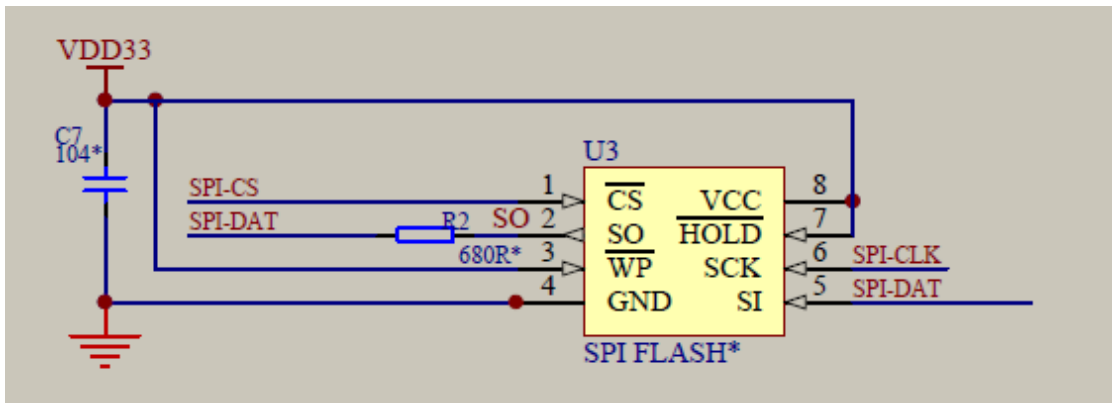 VDD33
C7
104*
U3
SPI-CS
1
CS
VCC
8
SPI-DAT
R2
SO
2
SO
HOLD
7
680R*
3
WP
SCK
6
SPI-CLK
4
GND
SI
5
SPI-DAT
SPI FLASH*